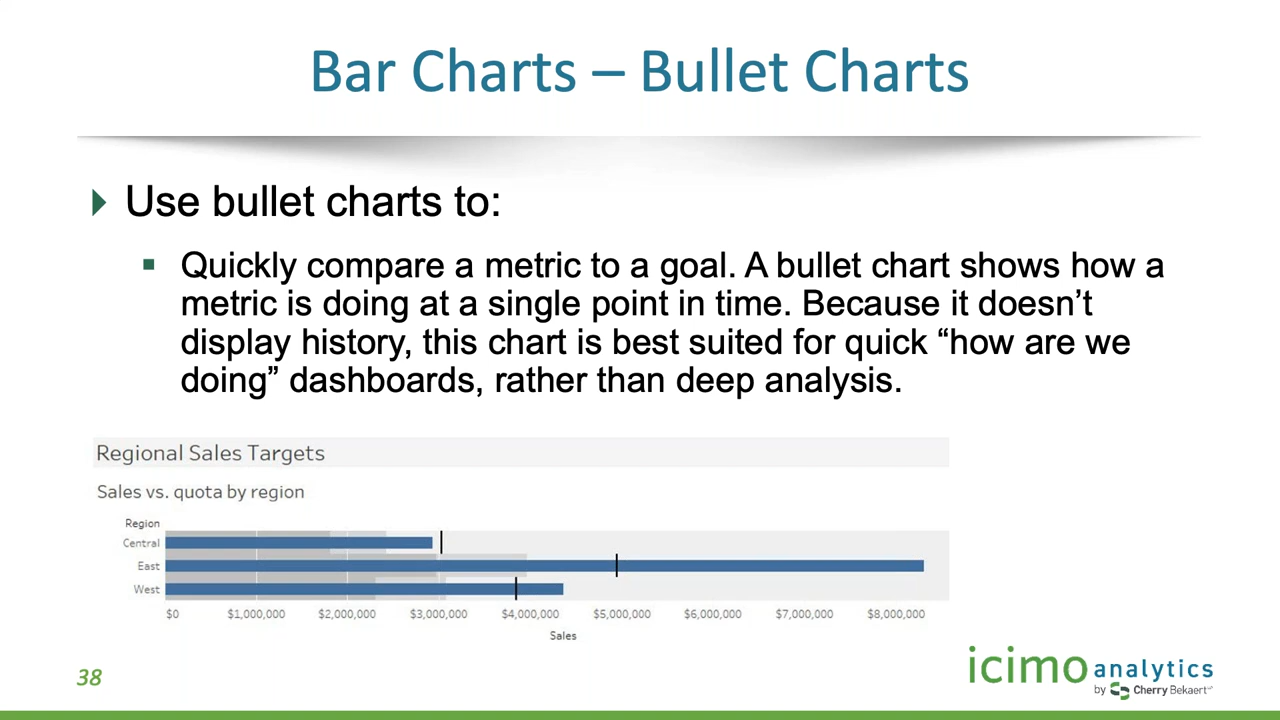 Bar Charts – Bullet Charts
Use bullet charts to:
Quickly compare a metric to a goal. A bullet chart shows how a
metric is doing at a single point in time. Because it doesn’t
display history, this chart is best suited for quick “how are we
doing” dashboards, rather than deep analysis.
Regional Sales Targets
Sales vs. quota by region
Region
Central
East
West
$0 $1,000,000 $2,000,000 $3,000,000 $4,000,000 $5,000,000 $6,000,000 $7,000,000 $8,000,000
Sales
38
icimo analytics
by Cherry Bekaert